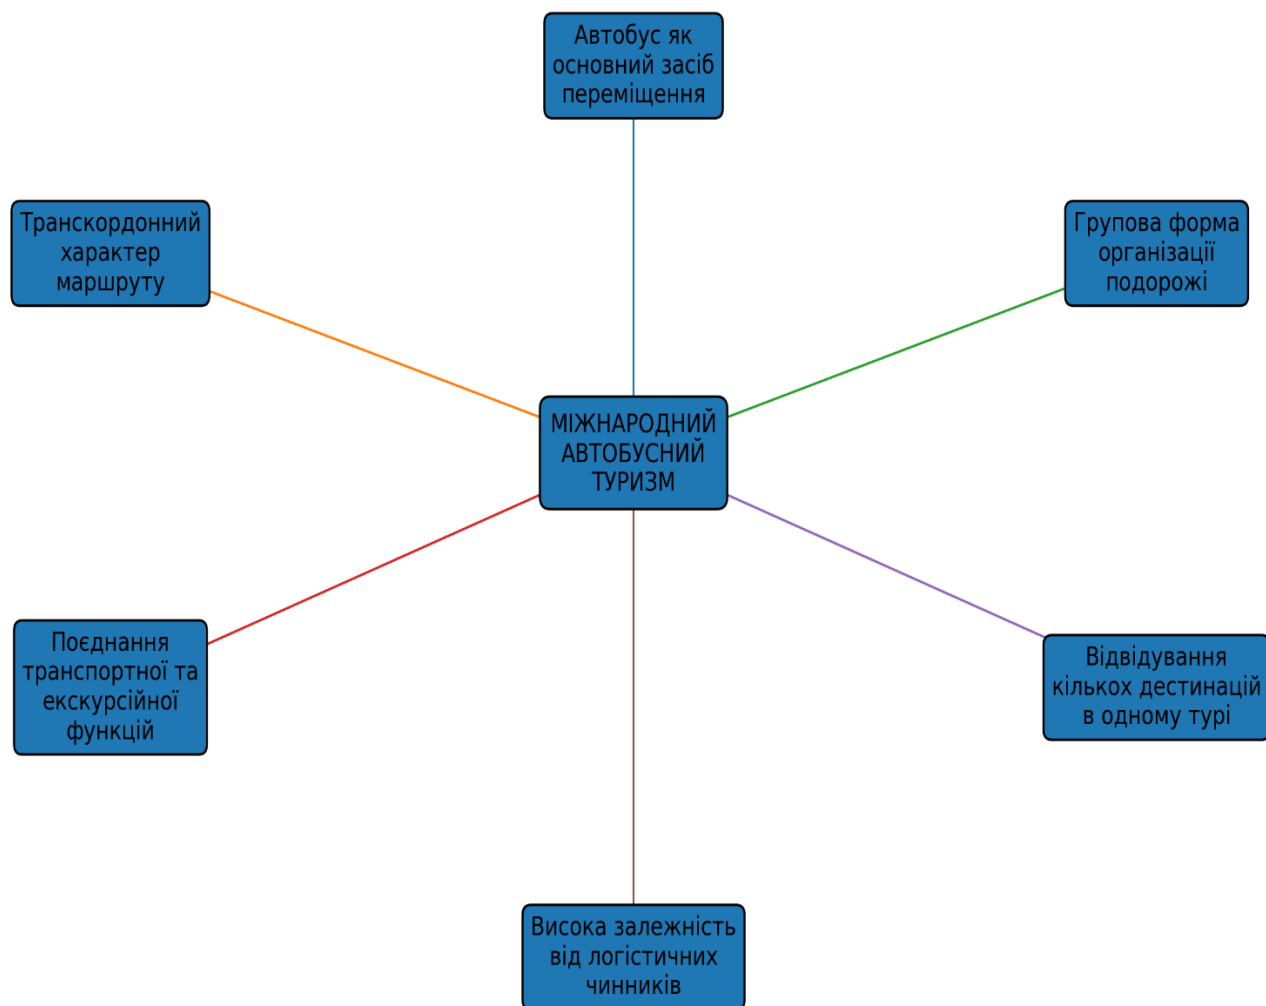 Автобус як
основний засіб
переміщення
Транскордонний
характер
маршруту
Групова форма
організації
подорожі
МІЖНАРОДНИЙ
АВТОБУСНИЙ
ТУРИЗМ
Поєднання
транспортної та
екскурсійної
функцій
Відвідування
кількох дестинацій
в одному турі
Висока залежність
від логістичних
чинників